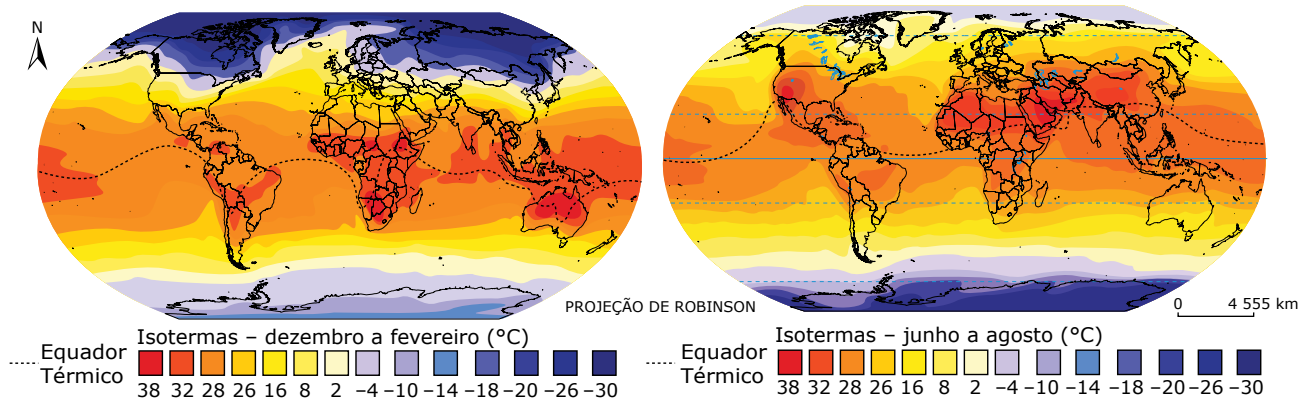 N
PROJEÇÃO DE ROBINSON
0 4 555 km
Isotermas – dezembro a fevereiro (°C)
Equador
Térmico
38 32 28 26 16 8 2 –4 –10 –14 –18 –20 –26 –30
Isotermas – junho a agosto (°C)
Equador
Térmico
38 32 28 26 16 8 2 –4 –10 –14 –18 –20 –26 –30